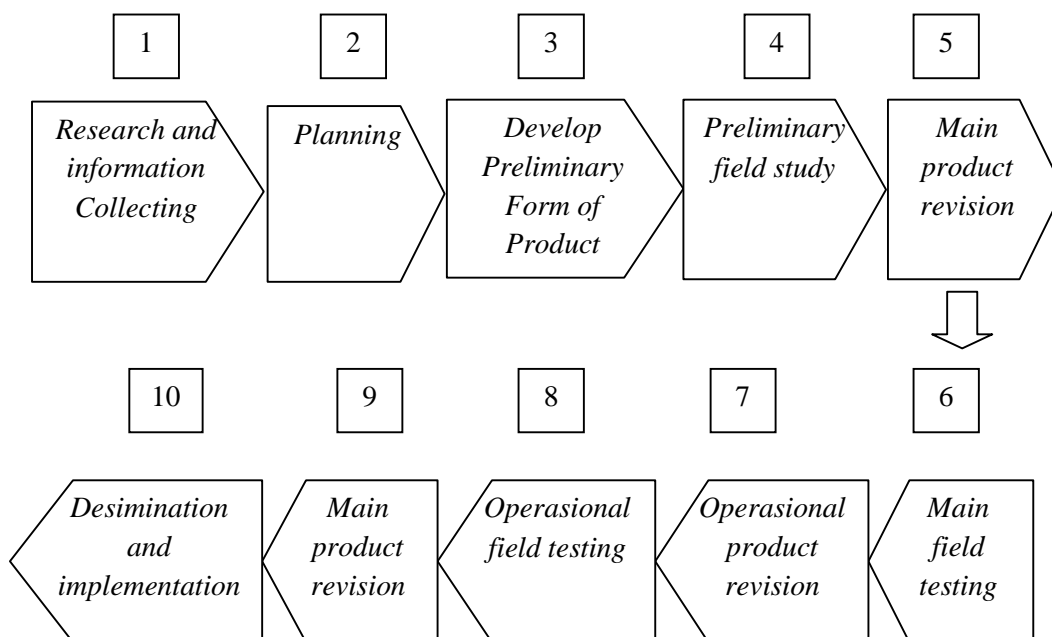 1
2
3
4
5
Research and
information
Collecting
Planning
Develop
Preliminary
Form of
Product
Preliminary
field study
Main
product
revision
10
9
8
7
6
Desimination
and
implementation
Main
product
revision
Operasional
field testing
Operasional
product
revision
Main
field
testing